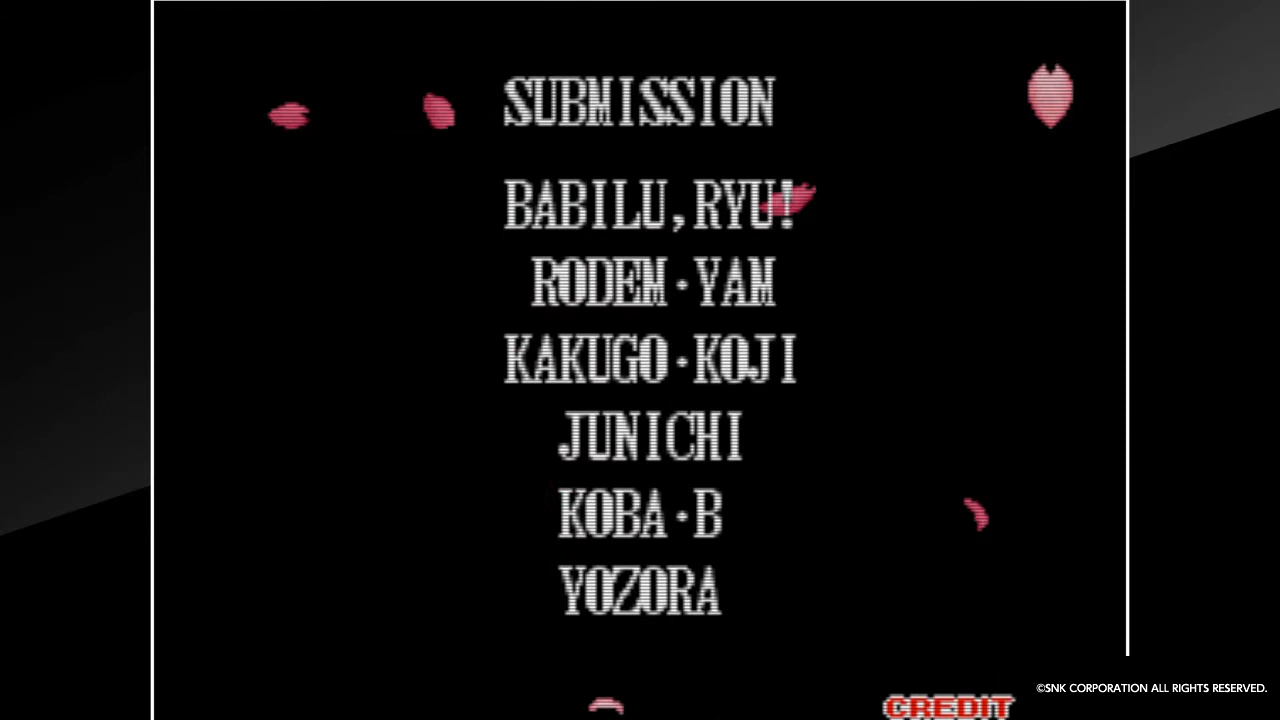 SUBMISSION
BABILU,RYU!
RODEM·YAM
KAKUGO·KOJI
JUNICHI
KOBA·B
YOZORA
CREDIT
©SNK CORPORATION ALL RIGHTS RESERVED.